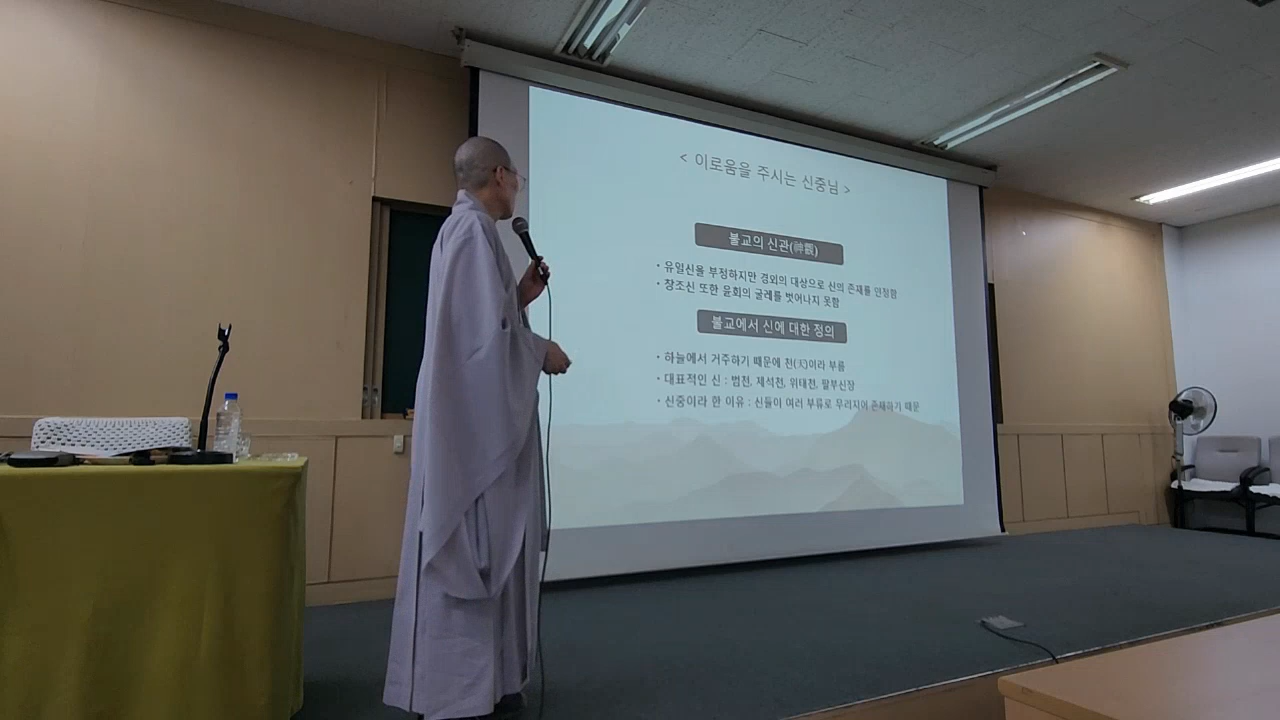 < 이로움을 주시는 신중님 >
불교의 신관(神觀)
• 유일신을 부정하지만 경외의 대상으로 신의 존재를 인정함
• 창조신 또한 윤회의 굴레를 벗어나지 못함
불교에서 신에 대한 정의
• 하늘에서 거주하기 때문에 천(天)이라 부름
• 대표적인 신 : 범천, 제석천, 위태천, 팔부신장
• 신중이라 한 이유 : 신들이 여러 부류로 무리지어 존재하기 때문